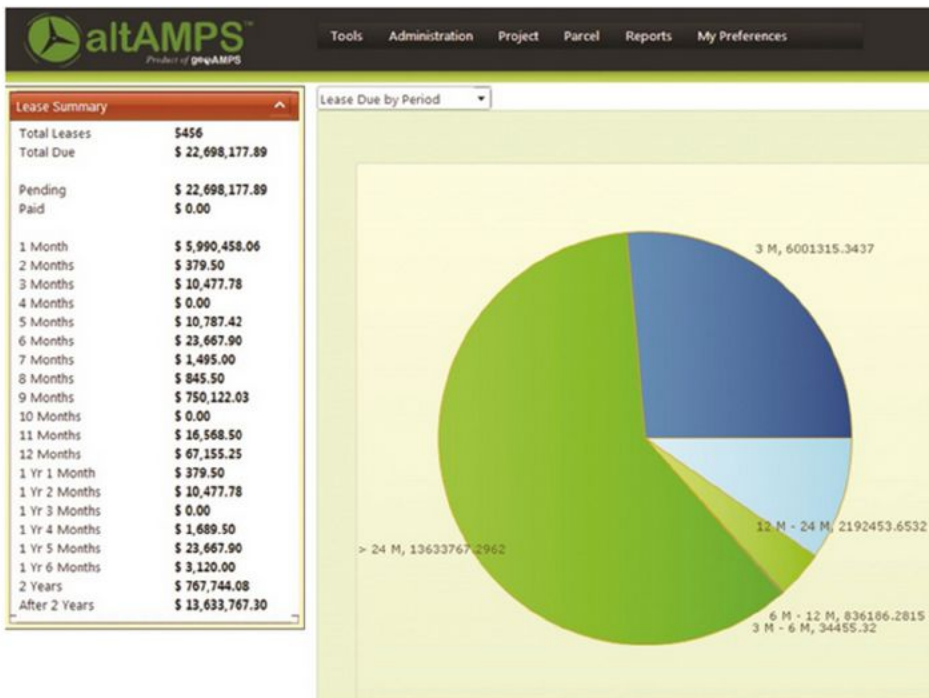 altAMPS™
Product of geoAMPS
Tools Administration Project Parcel Reports My Preferences
Lease Summary
Total Leases 5456
Total Due $ 22,698,177.89
Pending $ 22,698,177.89
Paid $ 0.00
1 Month $ 5,990,458.06
2 Months $ 379.50
3 Months $ 10,477.78
4 Months $ 0.00
5 Months $ 10,787.42
6 Months $ 23,667.90
7 Months $ 1,495.00
8 Months $ 845.50
9 Months $ 750,122.03
10 Months $ 0.00
11 Months $ 16,568.50
12 Months $ 67,155.25
1 Yr 1 Month $ 379.50
1 Yr 2 Months $ 10,477.78
1 Yr 3 Months $ 0.00
1 Yr 4 Months $ 1,689.50
1 Yr 5 Months $ 23,667.90
1 Yr 6 Months $ 3,120.00
2 Years $ 767,744.08
After 2 Years $ 13,633,767.30
Lease Due by Period
3 M, 6001315.3437
12 M - 24 M, 2192453.6532
> 24 M, 13633767.2962
6 M - 12 M, 836186.2815
3 M - 6 M, 34455.32